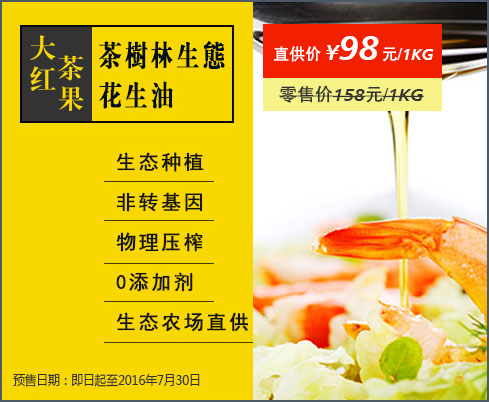 大红
茶果
茶樹林生態
花生油
直供价 ¥98 元/1KG
零售价158元/1KG
生态种植
非转基因
物理压榨
0添加剂
生态农场直供
预售日期：即日起至2016年7月30日